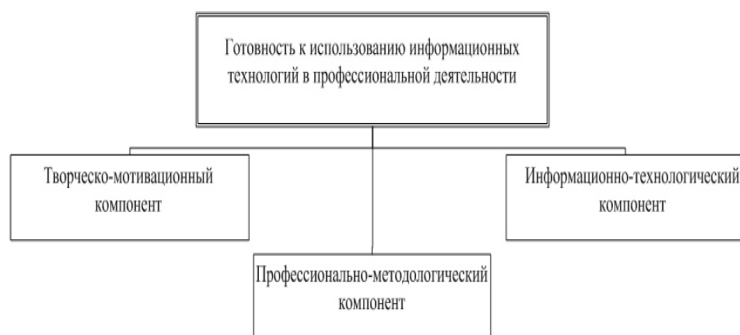 Готовность к использованию информационных
технологий в профессиональной деятельности
Творческо-мотивационный
компонент
Информационно-технологический
компонент
Профессионально-методологический
компонент